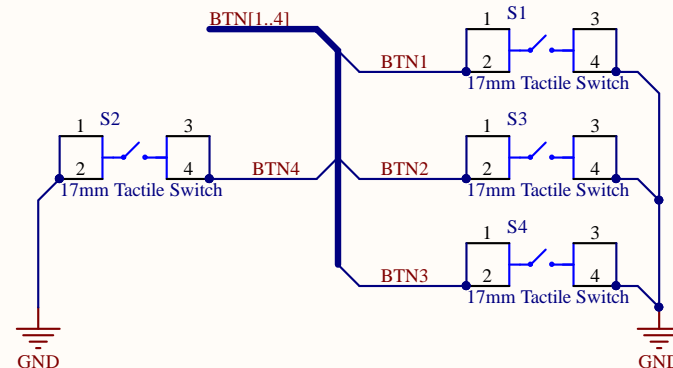 BTN[1..4]
S1
1
3
BTN1
2
4
17mm Tactile Switch
S2
1
3
2
4
17mm Tactile Switch
BTN4
S3
1
3
BTN2
2
4
17mm Tactile Switch
S4
1
3
BTN3
2
4
17mm Tactile Switch
GND
GND